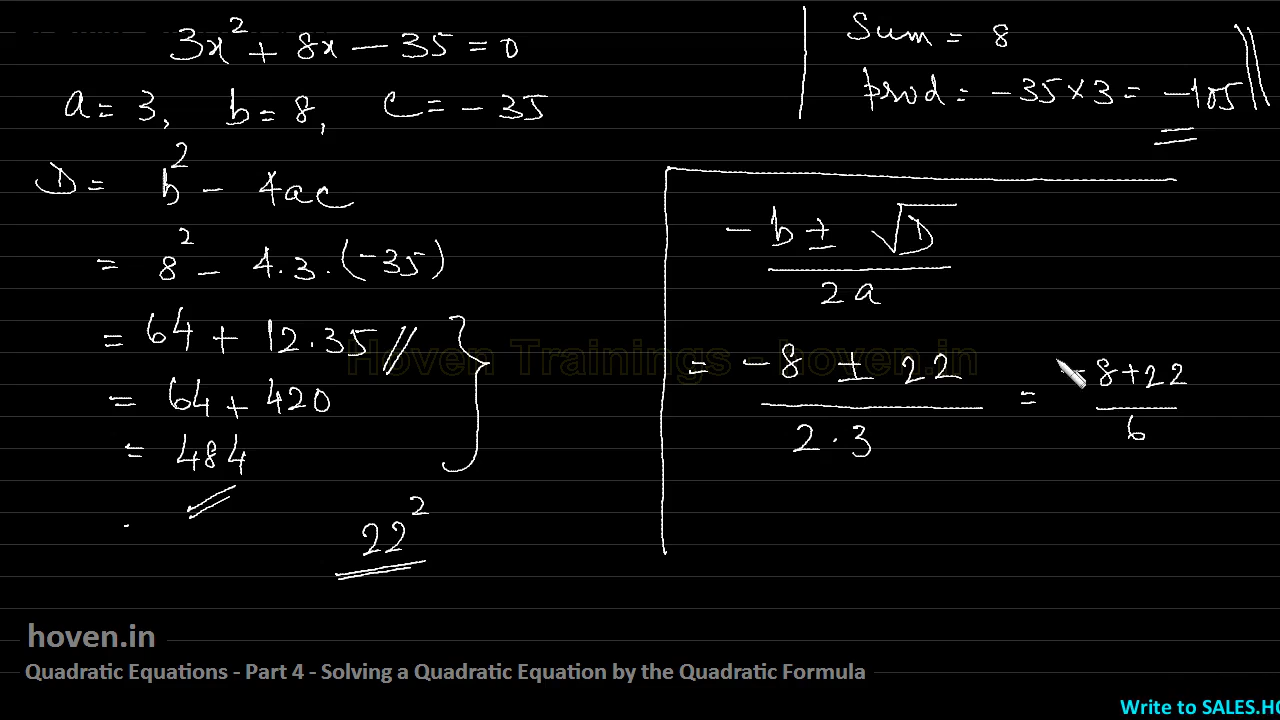 3x² + 8x − 35 = 0
a = 3, b = 8, c = − 35
D = b² − 4ac
= 8² − 4.3.(−35)
= 64 + 12.35
= 64 + 420
= 484
22²
Sum = 8
prod = − 35 × 3 = − 105
− b ± √D
2a
= − 8 ± 22 = − 8 + 22
2.3 6
Hoven Trainings - hoven.in
hoven.in
Quadratic Equations - Part 4 - Solving a Quadratic Equation by the Quadratic Formula
Write to SALES.HO